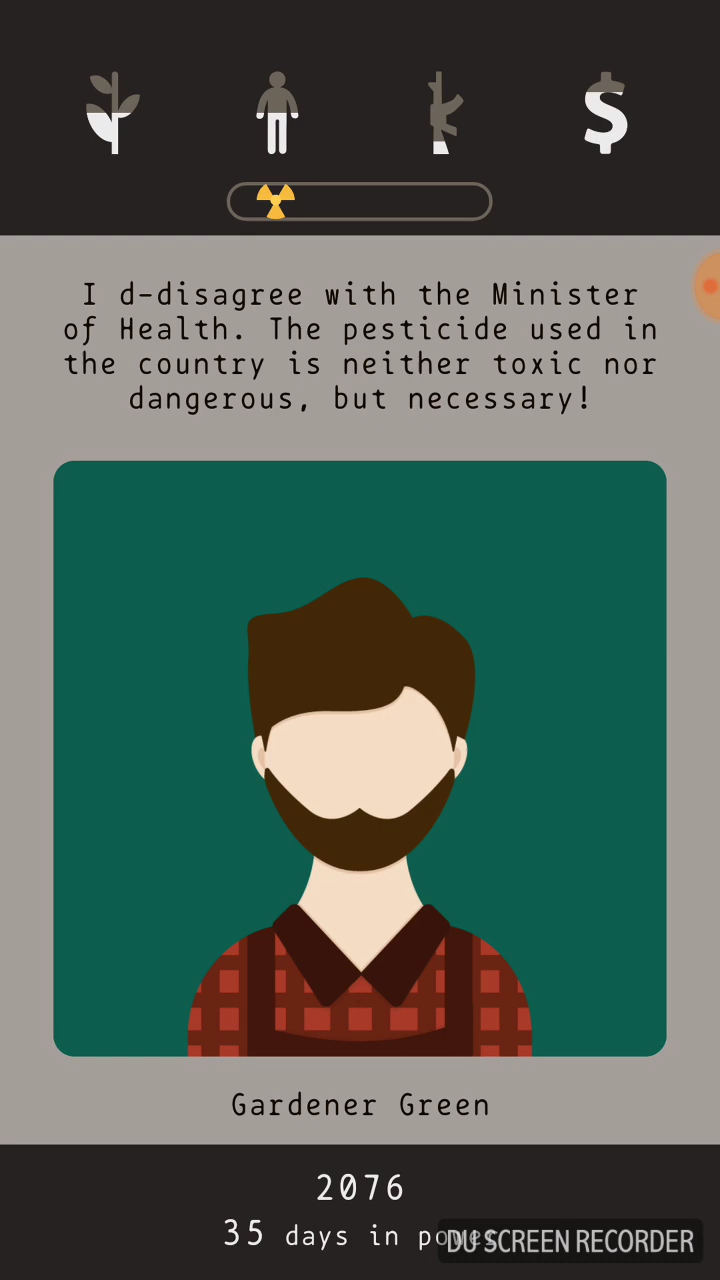 I d-disagree with the Minister
of Health. The pesticide used in
the country is neither toxic nor
dangerous, but necessary!
Gardener Green
2076
35 days in power
DU SCREEN RECORDER